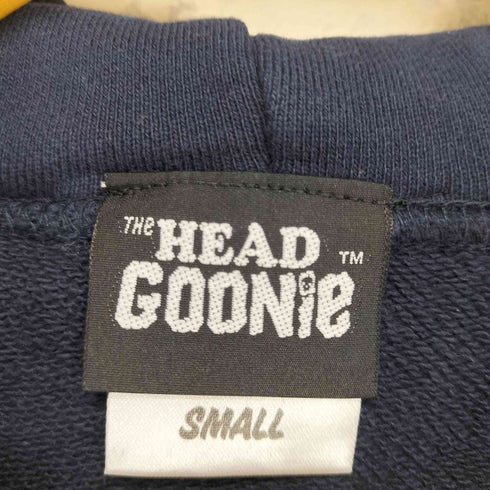 The HEAD
GOONie ™
SMALL